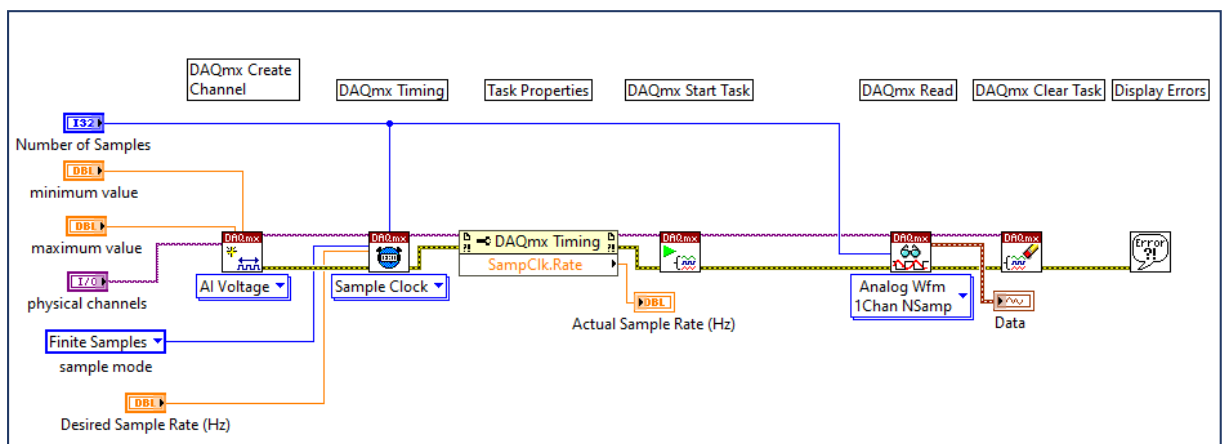 DAQmx Create
Channel
DAQmx Timing
Task Properties
DAQmx Start Task
DAQmx Read
DAQmx Clear Task
Display Errors
I32
Number of Samples
DBL
minimum value
DBL
maximum value
I/O
physical channels
DAQmx
AI Voltage
DAQmx
Sample Clock
?!
DAQmx Timing
?!
SampClk.Rate
DBL
Actual Sample Rate (Hz)
DAQmx
DAQmx
Analog Wfm
1Chan NSamp
DAQmx
Data
Error
?!
Finite Samples
sample mode
DBL
Desired Sample Rate (Hz)